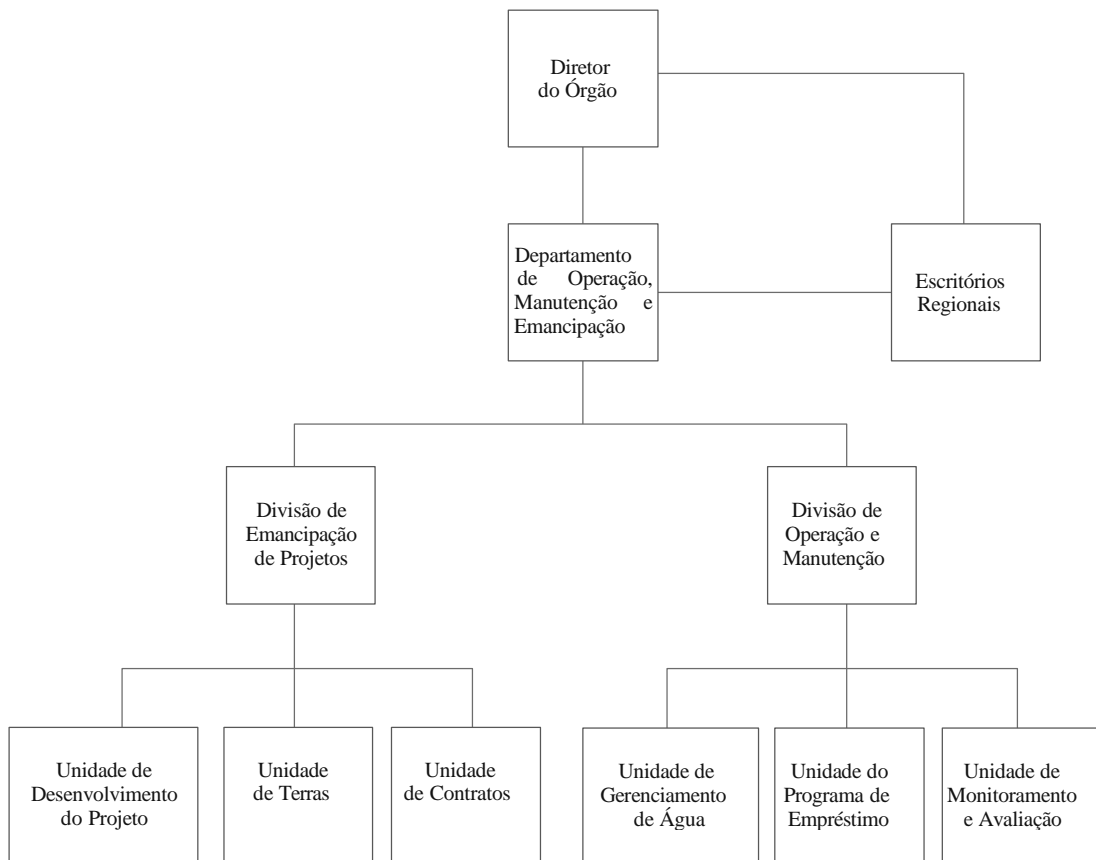 Diretor
do Órgão
Departamento
de Operação,
Manutenção e
Emancipação
Escritórios
Regionais
Divisão de
Emancipação
de Projetos
Divisão de
Operação e
Manutenção
Unidade de
Desenvolvimento
do Projeto
Unidade
de Terras
Unidade
de Contratos
Unidade de
Gerenciamento
de Água
Unidade do
Programa de
Empréstimo
Unidade de
Monitoramento
e Avaliação